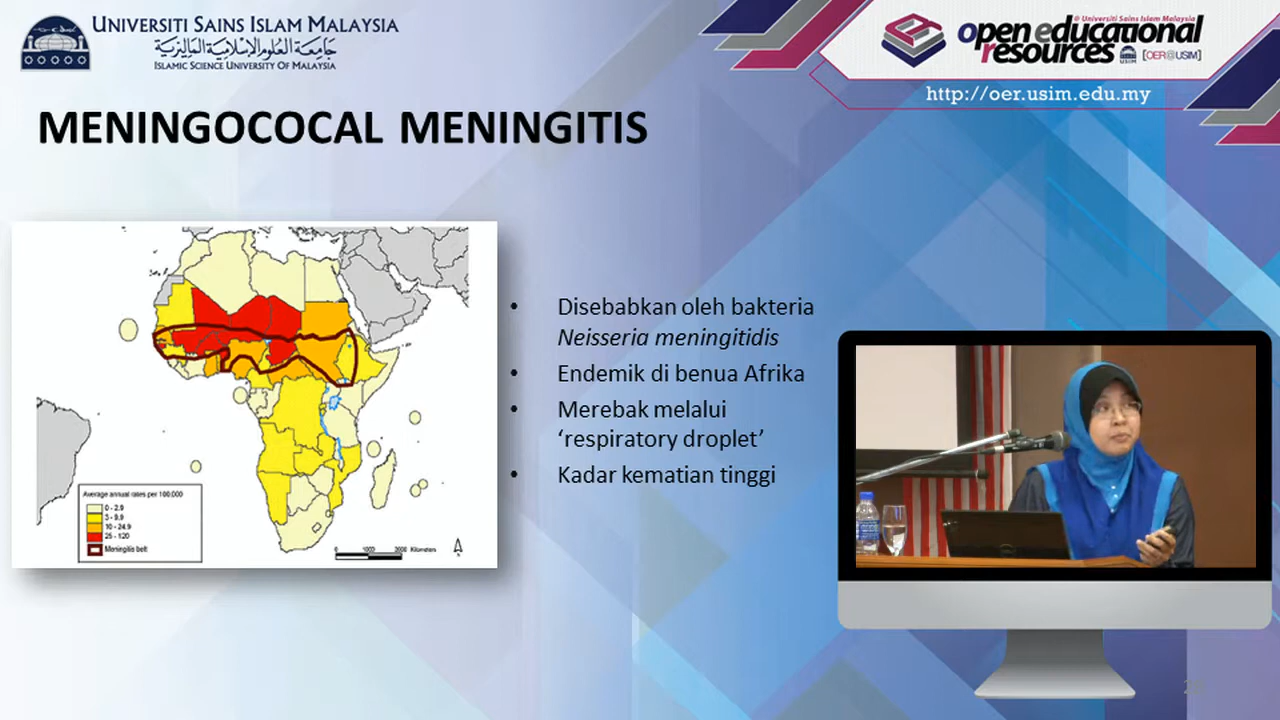 UNIVERSITI SAINS ISLAM MALAYSIA
جامعة العلوم الإسلامية الماليزية
ISLAMIC SCIENCE UNIVERSITY OF MALAYSIA
@ Universiti Sains Islam Malaysia
open educational
resources
USIM
[OER@USIM]
http://oer.usim.edu.my
MENINGOCOCAL MENINGITIS
• Disebabkan oleh bakteria
Neisseria meningitidis
• Endemik di benua Afrika
• Merebak melalui
‘respiratory droplet’
• Kadar kematian tinggi
Average annual rates per 100,000
0 - 2.9
3 - 9.9
10 - 24.9
25 - 120
Meningitis belt
Kilometers